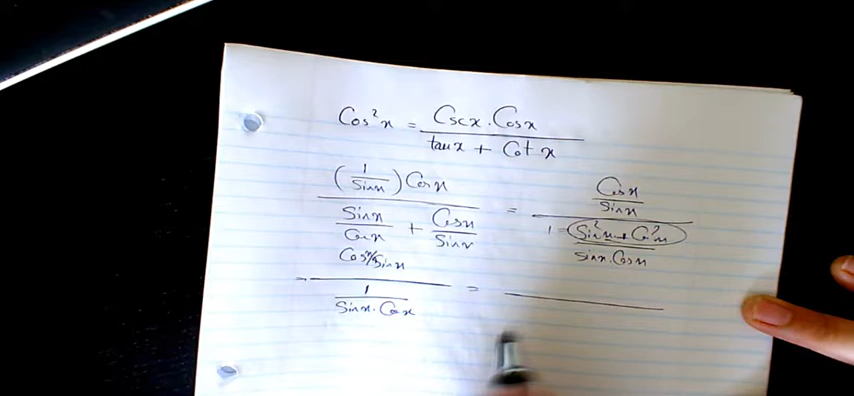 Cos²x = Cscx . Cosx / tanx + Cotx
(1/Sinx) Cosx / Sinx/Cosx + Cosx/Sinx = Cosx/Sinx / 1 = Sin²x + Cos²x / Sinx . Cosx
= Cosx/Sinx / 1/Sinx . Cosx =